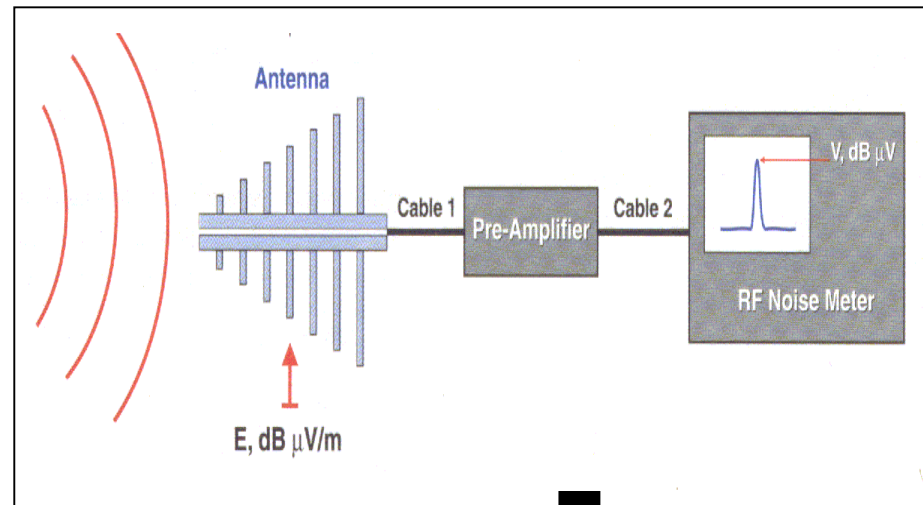 Antenna
V, dB µV
Cable 1
Pre-Amplifier
Cable 2
RF Noise Meter
E, dB µV/m